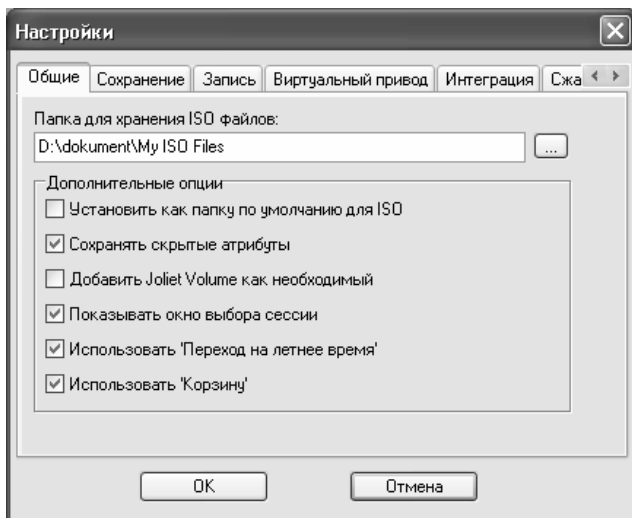 Настройки
Общие Сохранение Запись Виртуальный привод Интеграция Сжа
Папка для хранения ISO файлов:
D:\dokument\My ISO Files ...
Дополнительные опции
Установить как папку по умолчанию для ISO
Сохранять скрытые атрибуты
Добавить Joliet Volume как необходимый
Показывать окно выбора сессии
Использовать 'Переход на летнее время'
Использовать 'Корзину'
OK Отмена